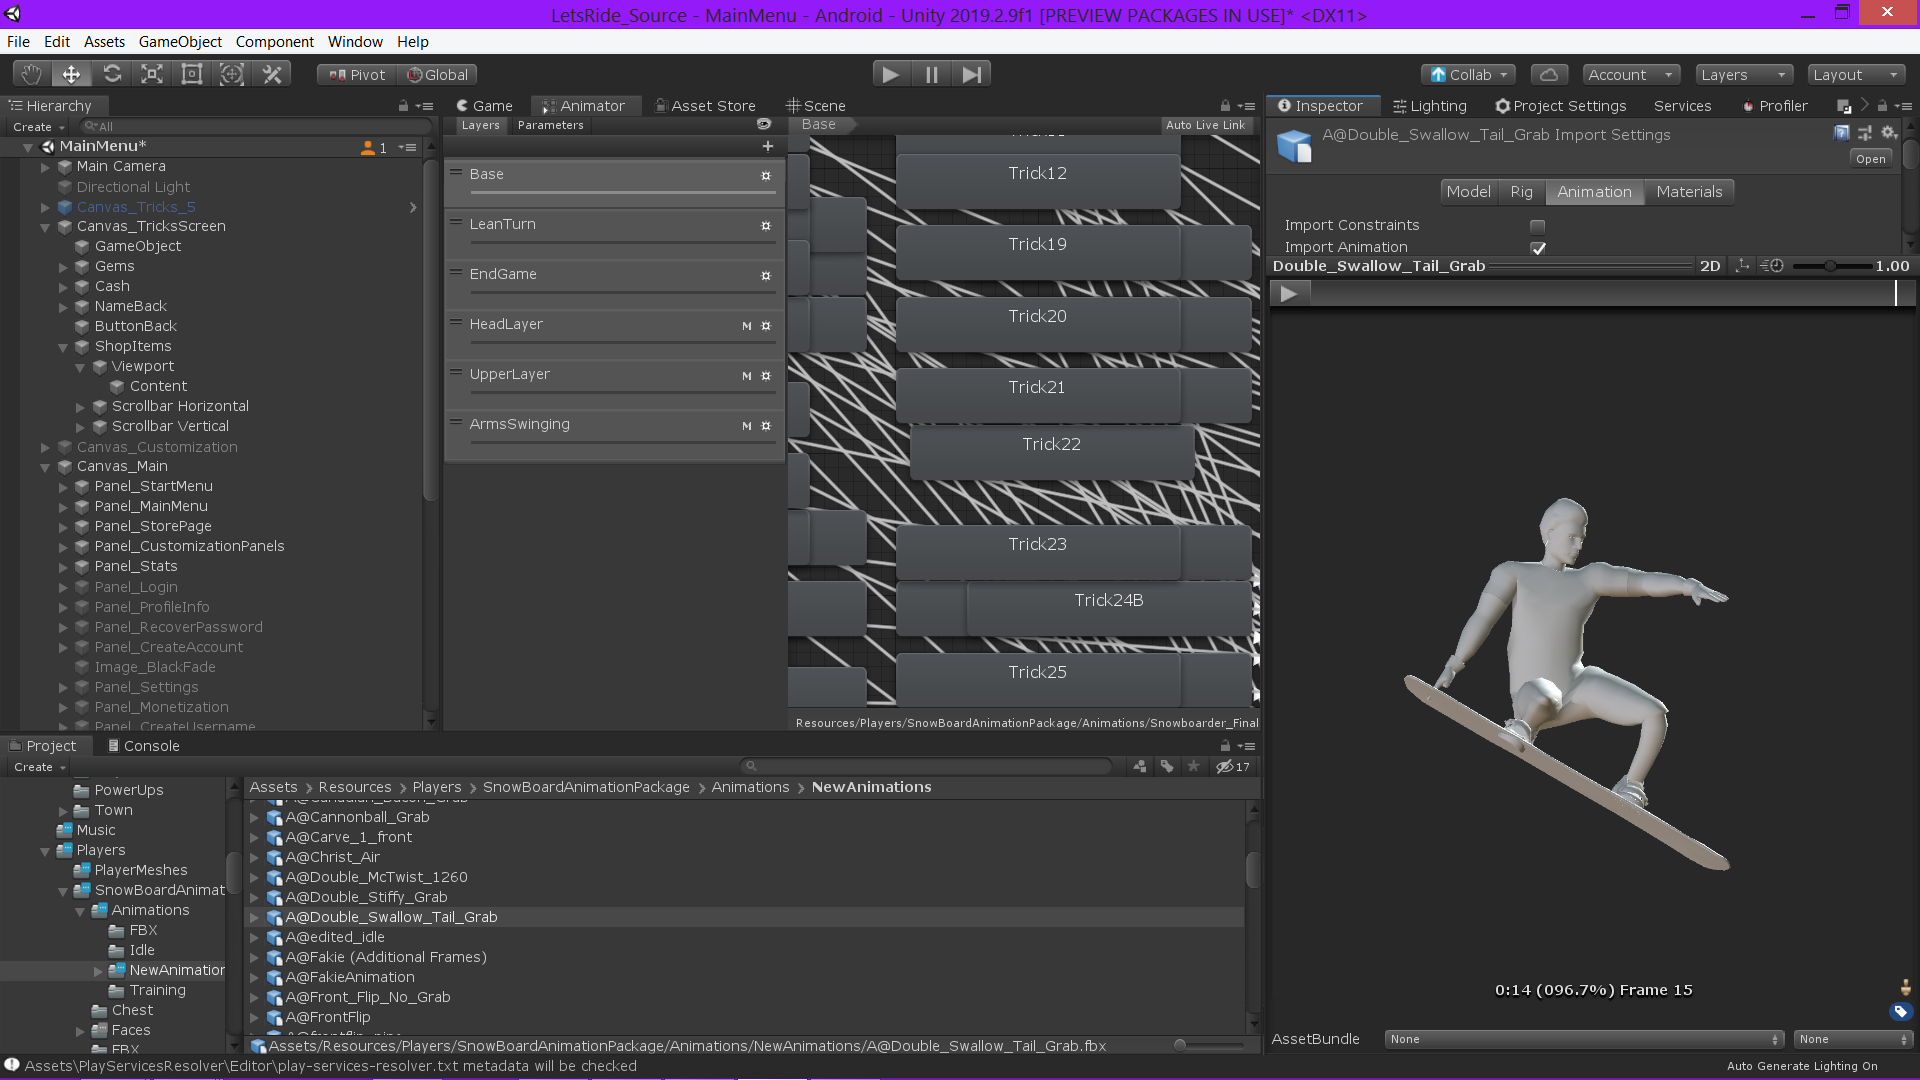 LetsRide_Source - MainMenu - Android - Unity 2019.2.9f1 [PREVIEW PACKAGES IN USE]* <DX11>
File Edit Assets GameObject Component Window Help
Pivot Global Collab Account Layers Layout
Hierarchy
Create All
MainMenu* 1
Main Camera
Directional Light
Canvas_Tricks_5
Canvas_TricksScreen
GameObject
Gems
Cash
NameBack
ButtonBack
ShopItems
Viewport
Content
Scrollbar Horizontal
Scrollbar Vertical
Canvas_Customization
Canvas_Main
Panel_StartMenu
Panel_MainMenu
Panel_StorePage
Panel_CustomizationPanels
Panel_Stats
Panel_Login
Panel_ProfileInfo
Panel_RecoverPassword
Panel_CreateAccount
Image_BlackFade
Panel_Settings
Panel_Monetization
Panel_CreateUsername
Game Animator Asset Store Scene
Layers Parameters Base Auto Live Link
Base
LeanTurn
EndGame
HeadLayer M
UpperLayer M
ArmsSwinging M
Trick12
Trick19
Trick20
Trick21
Trick22
Trick23
Trick24B
Trick25
Resources/Players/SnowBoardAnimationPackage/Animations/Snowboarder_Final
Inspector Lighting Project Settings Services Profiler
A@Double_Swallow_Tail_Grab Import Settings
Open
Model Rig Animation Materials
Import Constraints
Import Animation
Double_Swallow_Tail_Grab 2D 1.00
0:14 (096.7%) Frame 15
AssetBundle None None
Project Console
Create 17
PowerUps
Town
Music
Players
PlayerMeshes
SnowBoardAnimat
Animations
FBX
Idle
NewAnimation
Training
Chest
Faces
FBX
Assets > Resources > Players > SnowBoardAnimationPackage > Animations > NewAnimations
A@Canadian_Bacon_Grab
A@Cannonball_Grab
A@Carve_1_front
A@Christ_Air
A@Double_McTwist_1260
A@Double_Stiffy_Grab
A@Double_Swallow_Tail_Grab
A@edited_idle
A@Fakie (Additional Frames)
A@FakieAnimation
A@Front_Flip_No_Grab
A@FrontFlip
Assets/Resources/Players/SnowBoardAnimationPackage/Animations/NewAnimations/A@Double_Swallow_Tail_Grab.fbx
Assets\PlayServicesResolver\Editor\play-services-resolver.txt metadata will be checked
Auto Generate Lighting On